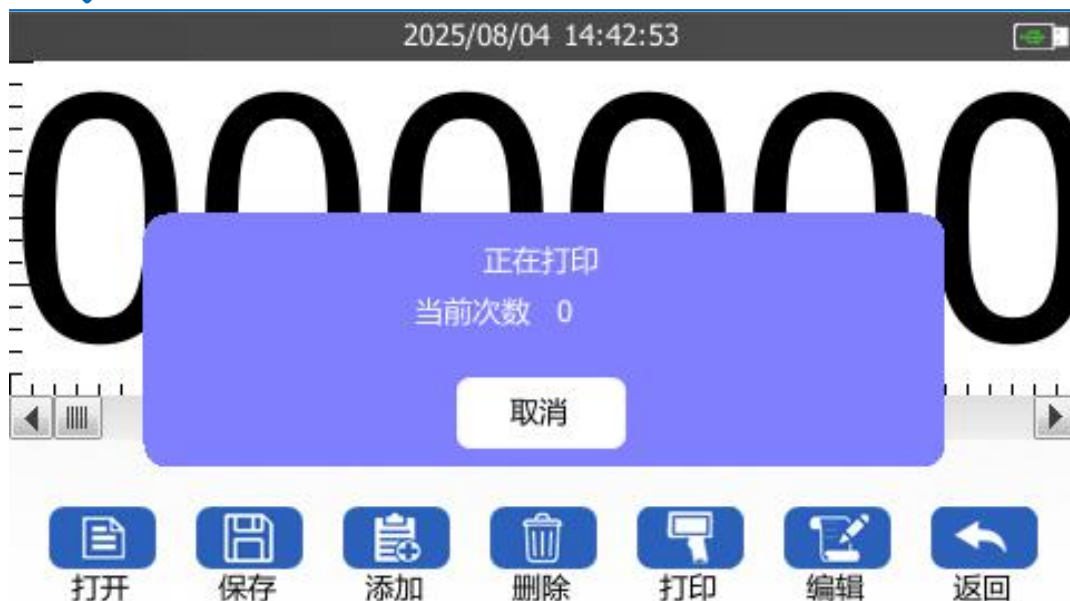 2025/08/04 14:42:53
000000
正在打印
当前次数 0
取消
打开 保存 添加 删除 打印 编辑 返回